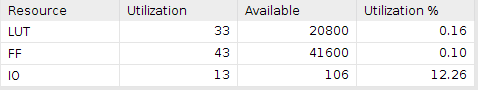 Resource Utilization Available Utilization %
LUT 33 20800 0.16
FF 43 41600 0.10
IO 13 106 12.26